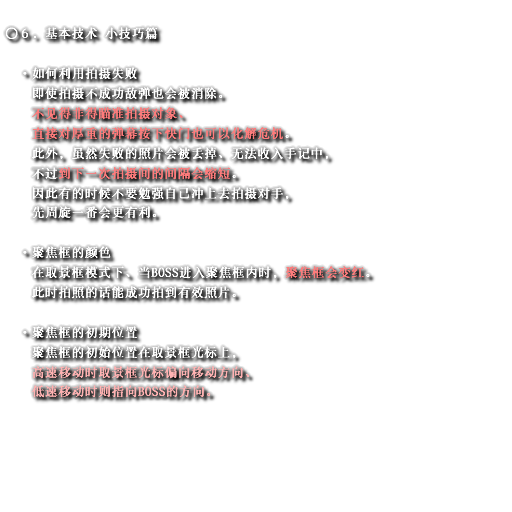 ○6、基本技术 小技巧篇
・如何利用拍摄失败
即使拍摄不成功敌弹也会被消除。
不见得非得瞄准拍摄对象、
直接对厚重的弹幕按下快门也可以化解危机。
此外、虽然失败的照片会被丢掉、无法收入手记中、
不过到下一次拍摄间的间隔会缩短。
因此有的时候不要勉强自己冲上去拍摄对手、
先周旋一番会更有利。
・聚焦框的颜色
在取景框模式下、当BOSS进入聚焦框内时、聚焦框会变红。
此时拍照的话能成功拍到有效照片。
・聚焦框的初期位置
聚焦框的初始位置在取景框光标上。
高速移动时取景框光标偏向移动方向、
低速移动时则指向BOSS的方向。